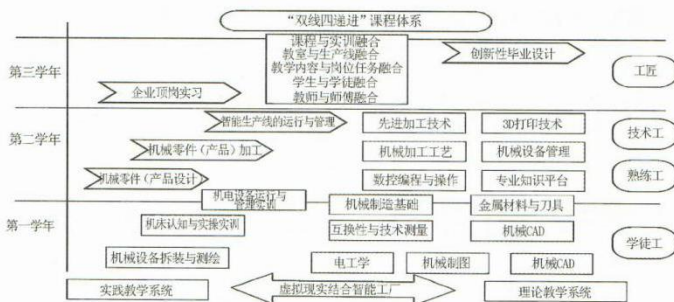 “双线四递进”课程体系
课程与实训融合
教室与生产线融合
教学内容与岗位任务融合
学生与学徒融合
教师与师傅融合
创新性毕业设计
第三学年
工匠
企业顶岗实习
智能生产线的运行与管理
先进加工技术
3D打印技术
技术工
第二学年
机械零件（产品）加工
机械加工工艺
机械设备管理
机械零件（产品设计）
数控编程与操作
专业知识平台
熟练工
机电设备运行与
管理实训
机械制造基础
金属材料与刀具
第一学年
机床认知与实操实训
互换性与技术测量
机械CAD
学徒工
机械设备拆装与测绘
电工学
机械制图
机械CAD
实践教学系统
虚拟现实结合智能工厂
理论教学系统